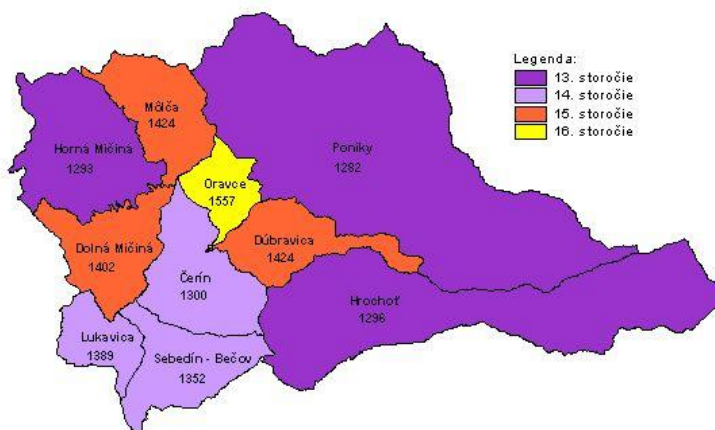 Legenda:
13. storočie
14. storočie
15. storočie
16. storočie
Môlča
1424
Horná Mičiná
1293
Poniky
1282
Oravce
1557
Dolná Mičiná
1402
Dúbravica
1424
Čerín
1300
Hrochoť
1296
Lukavica
1389
Sebedín - Bečov
1352